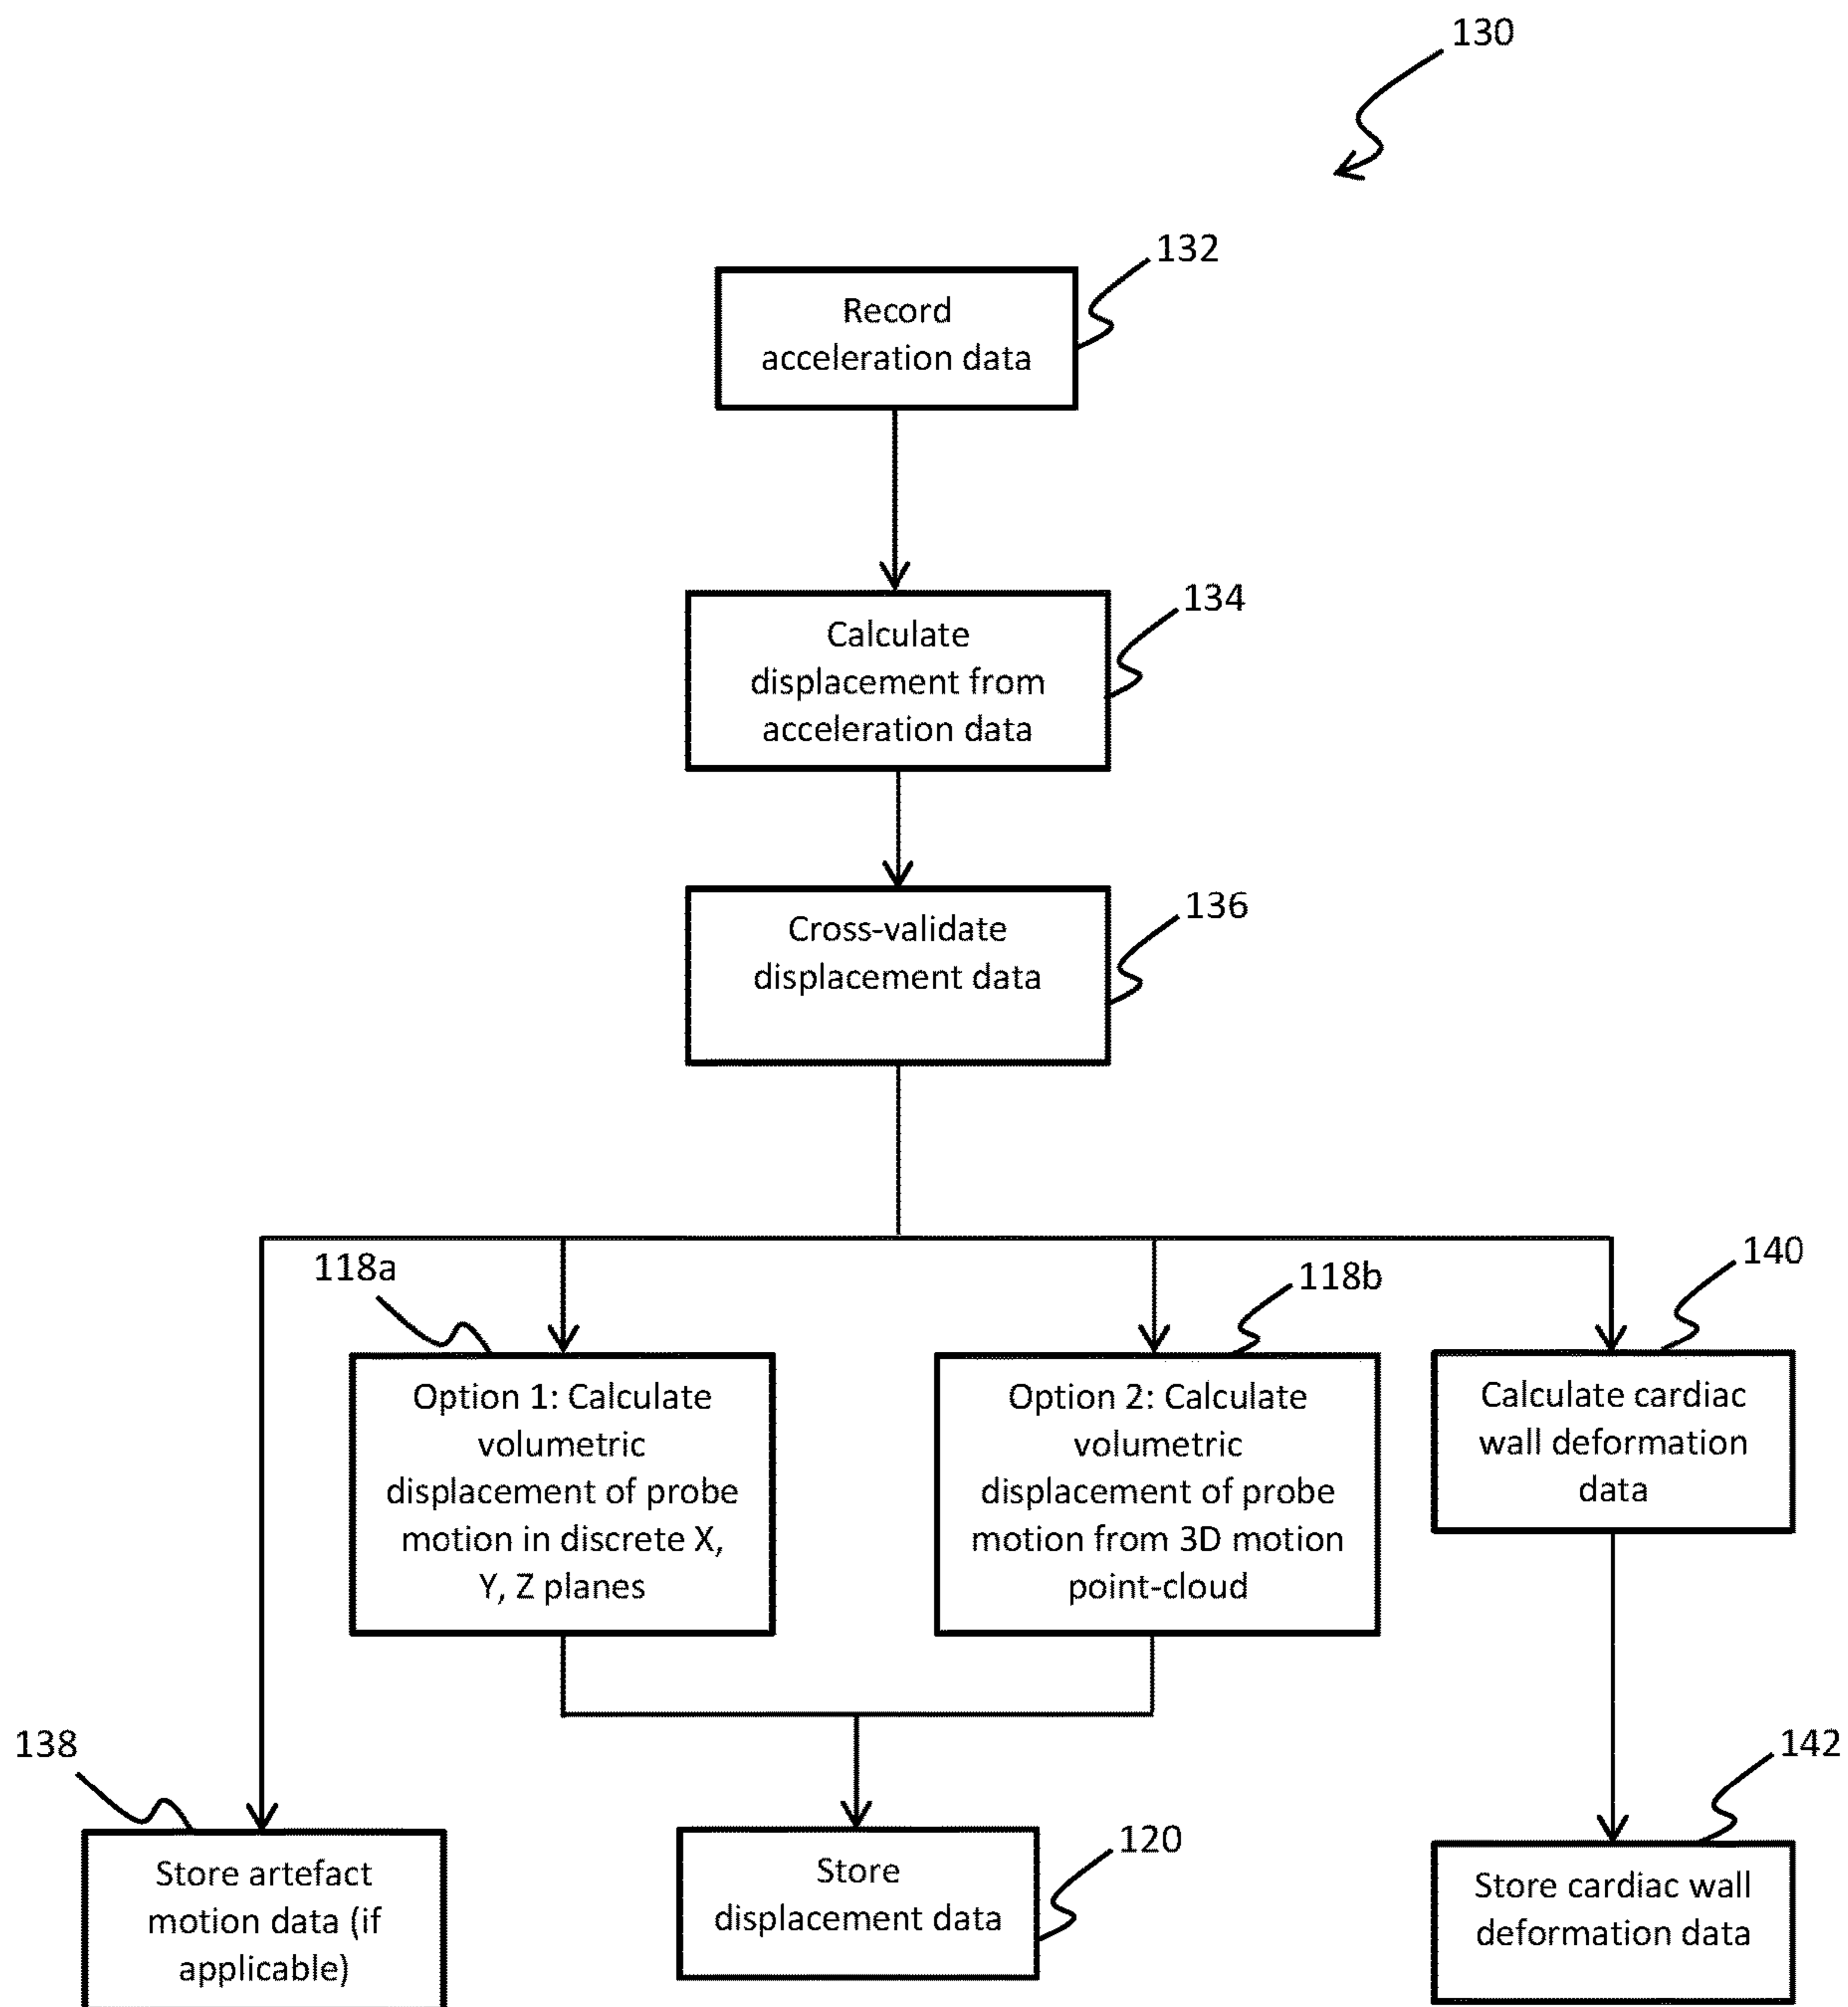 130
132
Record
acceleration data
134
Calculate
displacement from
acceleration data
136
Cross-validate
displacement data
118a
118b
140
Option 1: Calculate
volumetric
displacement of probe
motion in discrete X,
Y, Z planes
Option 2: Calculate
volumetric
displacement of probe
motion from 3D motion
point-cloud
Calculate cardiac
wall deformation
data
138
Store artefact
motion data (if
applicable)
120
Store
displacement data
142
Store cardiac wall
deformation data